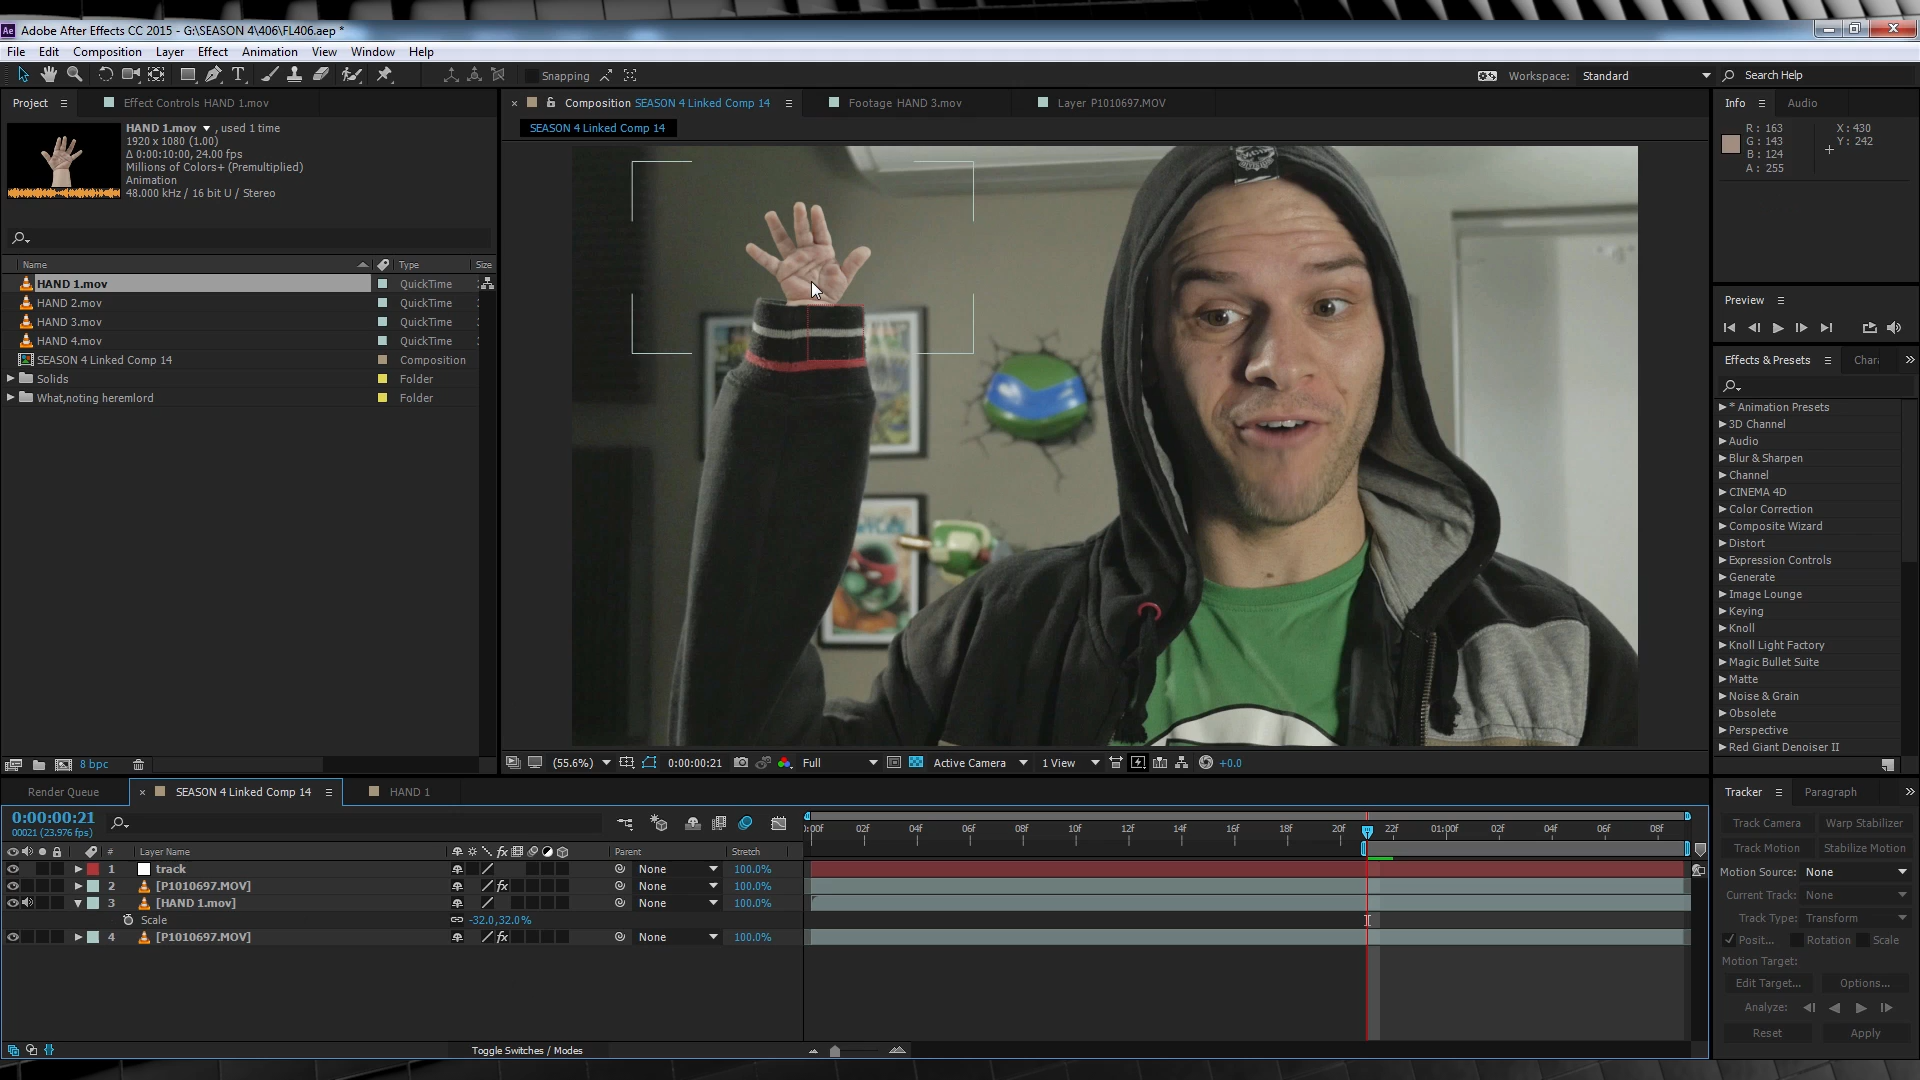 Adobe After Effects CC 2015 - G:\SEASON 4\406\FL406.aep *
File Edit Composition Layer Effect Animation View Window Help
Snapping
Workspace: Standard
Search Help
Project
Effect Controls HAND 1.mov
HAND 1.mov , used 1 time
1920 x 1080 (1.00)
Δ 0:00:10:00, 24.00 fps
Millions of Colors+ (Premultiplied)
Animation
48.000 kHz / 16 bit U / Stereo
Name Type Size
HAND 1.mov QuickTime
HAND 2.mov QuickTime
HAND 3.mov QuickTime
HAND 4.mov QuickTime
SEASON 4 Linked Comp 14 Composition
Solids Folder
What,noting heremlord Folder
8 bpc
Composition SEASON 4 Linked Comp 14
Footage HAND 3.mov
Layer P1010697.MOV
SEASON 4 Linked Comp 14
(55.6%) 0:00:00:21 Full Active Camera 1 View +0.0
Info Audio
R: 163 X: 430
G: 143 Y: 242
B: 124
A: 255
Preview
Effects & Presets Char
* Animation Presets
3D Channel
Audio
Blur & Sharpen
Channel
CINEMA 4D
Color Correction
Composite Wizard
Distort
Expression Controls
Generate
Image Lounge
Keying
Knoll
Knoll Light Factory
Magic Bullet Suite
Matte
Noise & Grain
Obsolete
Perspective
Red Giant Denoiser II
Render Queue
SEASON 4 Linked Comp 14
HAND 1
0:00:00:21
00021 (23.976 fps)
:00f 02f 04f 06f 08f 10f 12f 14f 16f 18f 20f 22f 01:00f 02f 04f 06f 08f
# Layer Name fx Parent Stretch
1 track None 100.0%
2 [P1010697.MOV] fx None 100.0%
3 [HAND 1.mov] None 100.0%
Scale -32.0,32.0%
4 [P1010697.MOV] fx None 100.0%
Toggle Switches / Modes
Tracker Paragraph
Track Camera Warp Stabilizer
Track Motion Stabilize Motion
Motion Source: None
Current Track: None
Track Type: Transform
Posit... Rotation Scale
Motion Target:
Edit Target... Options...
Analyze:
Reset Apply